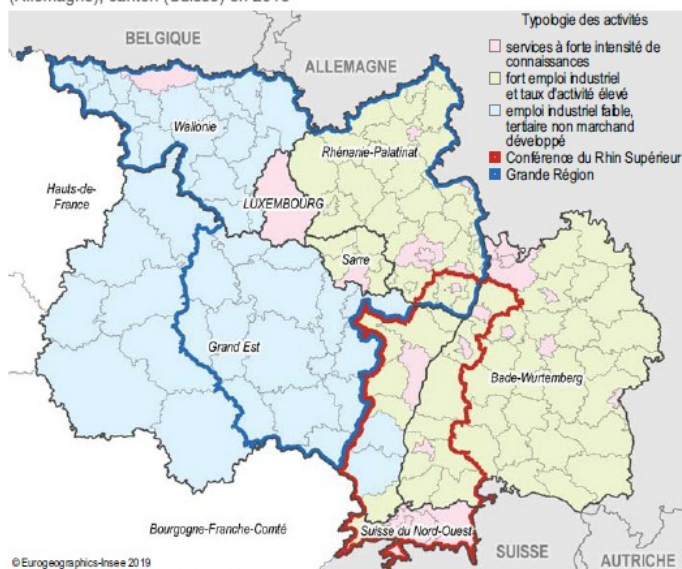 (Allemagne), canton (Suisse) en 2018
BELGIQUE
ALLEMAGNE
Typologie des activités
services à forte intensité de
connaissances
fort emploi industriel
et taux d'activité élevé
emploi industriel faible,
tertiaire non marchand
développé
Conférence du Rhin Supérieur
Grande Région
Wallonie
Rhénanie-Palatinat
Hauts-de-
France
LUXEMBOURG
Sarre
Grand Est
Bade-Wurtemberg
Bourgogne-Franche-Comté
Suisse du Nord-Ouest
SUISSE
AUTRICHE
© Eurogeographics-Insee 2019